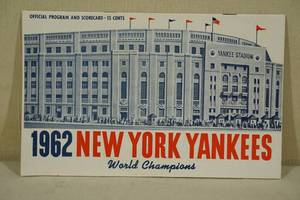 OFFICIAL PROGRAM AND SCORECARD - 15 CENTS
YANKEE STADIUM
1962 NEW YORK YANKEES
World Champions